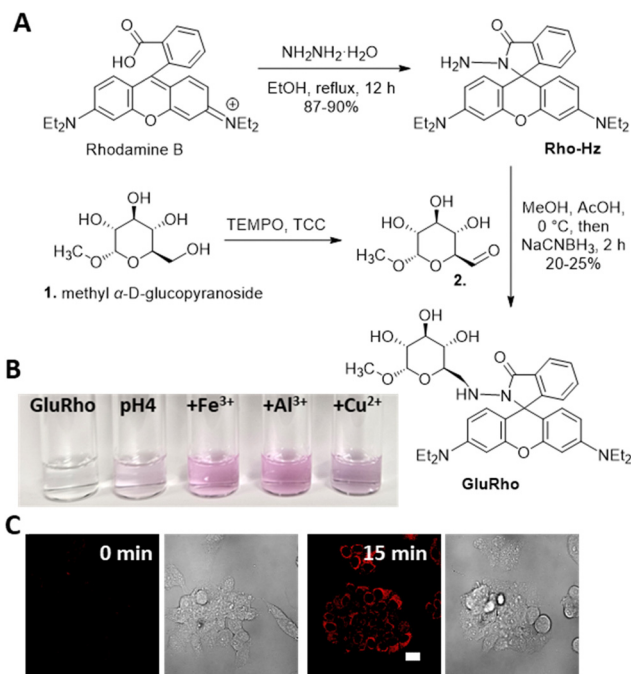 A
HO
O
Et2N
O
⊕
NEt2
Rhodamine B
NH2NH2·H2O
EtOH, reflux, 12 h
87-90%
O
NH2
N
Et2N
O
NEt2
Rho-Hz
OH
HO
OH
H3C
O
O
OH
1. methyl α-D-glucopyranoside
TEMPO, TCC
OH
HO
OH
H3C
O
O
O
2.
MeOH, AcOH,
0 °C, then
NaCNBH3, 2 h
20-25%
OH
HO
OH
H3C
O
O
HN
N
O
Et2N
O
NEt2
GluRho
B
GluRho pH4 +Fe3+ +Al3+ +Cu2+
C
0 min 15 min